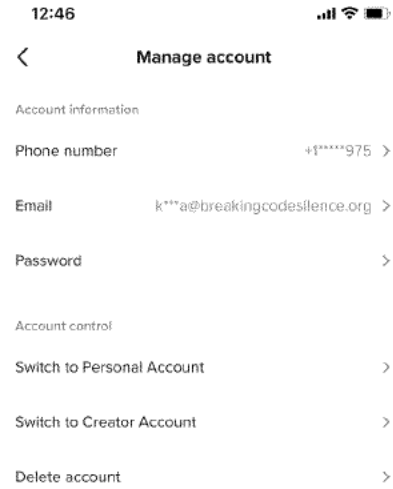 12:46
Manage account
Account information
Phone number +1*****975
Email k***a@breakingcodesilence.org
Password
Account control
Switch to Personal Account
Switch to Creator Account
Delete account